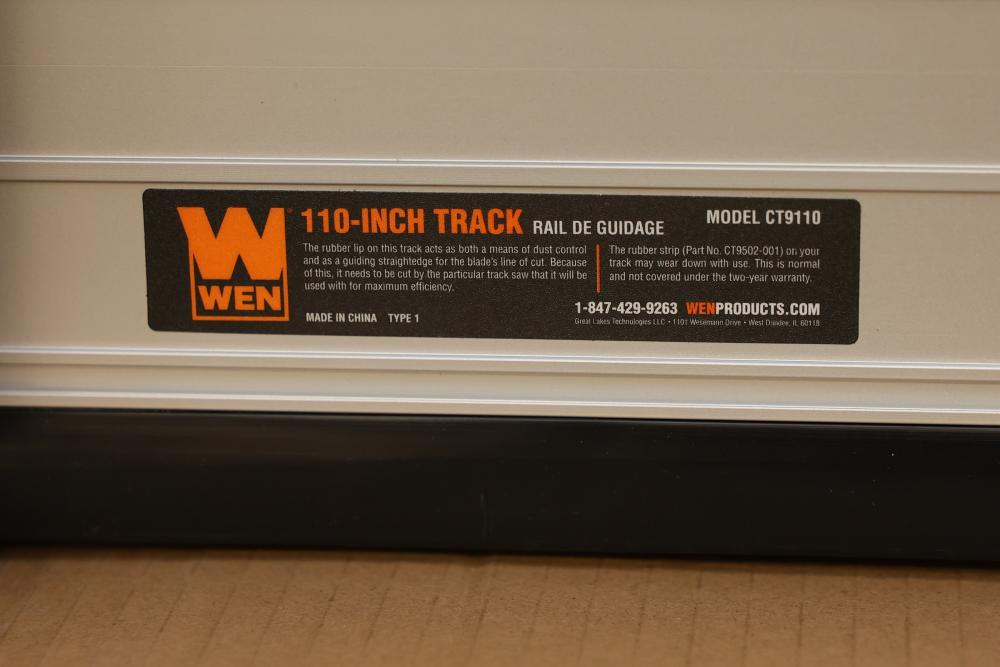 W
WEN
110-INCH TRACK RAIL DE GUIDAGE
MODEL CT9110
The rubber lip on this track acts as both a means of dust control
and as a guiding straightedge for the blade's line of cut. Because
of this, it needs to be cut by the particular track saw that it will be
used with for maximum efficiency.
The rubber strip (Part No. CT9502-001) on your
track may wear down with use. This is normal
and not covered under the two-year warranty.
MADE IN CHINA TYPE 1
1-847-429-9263 WENPRODUCTS.COM
Great Lakes Technologies LLC • 1101 Wesemann Drive • West Dundee, IL 60118